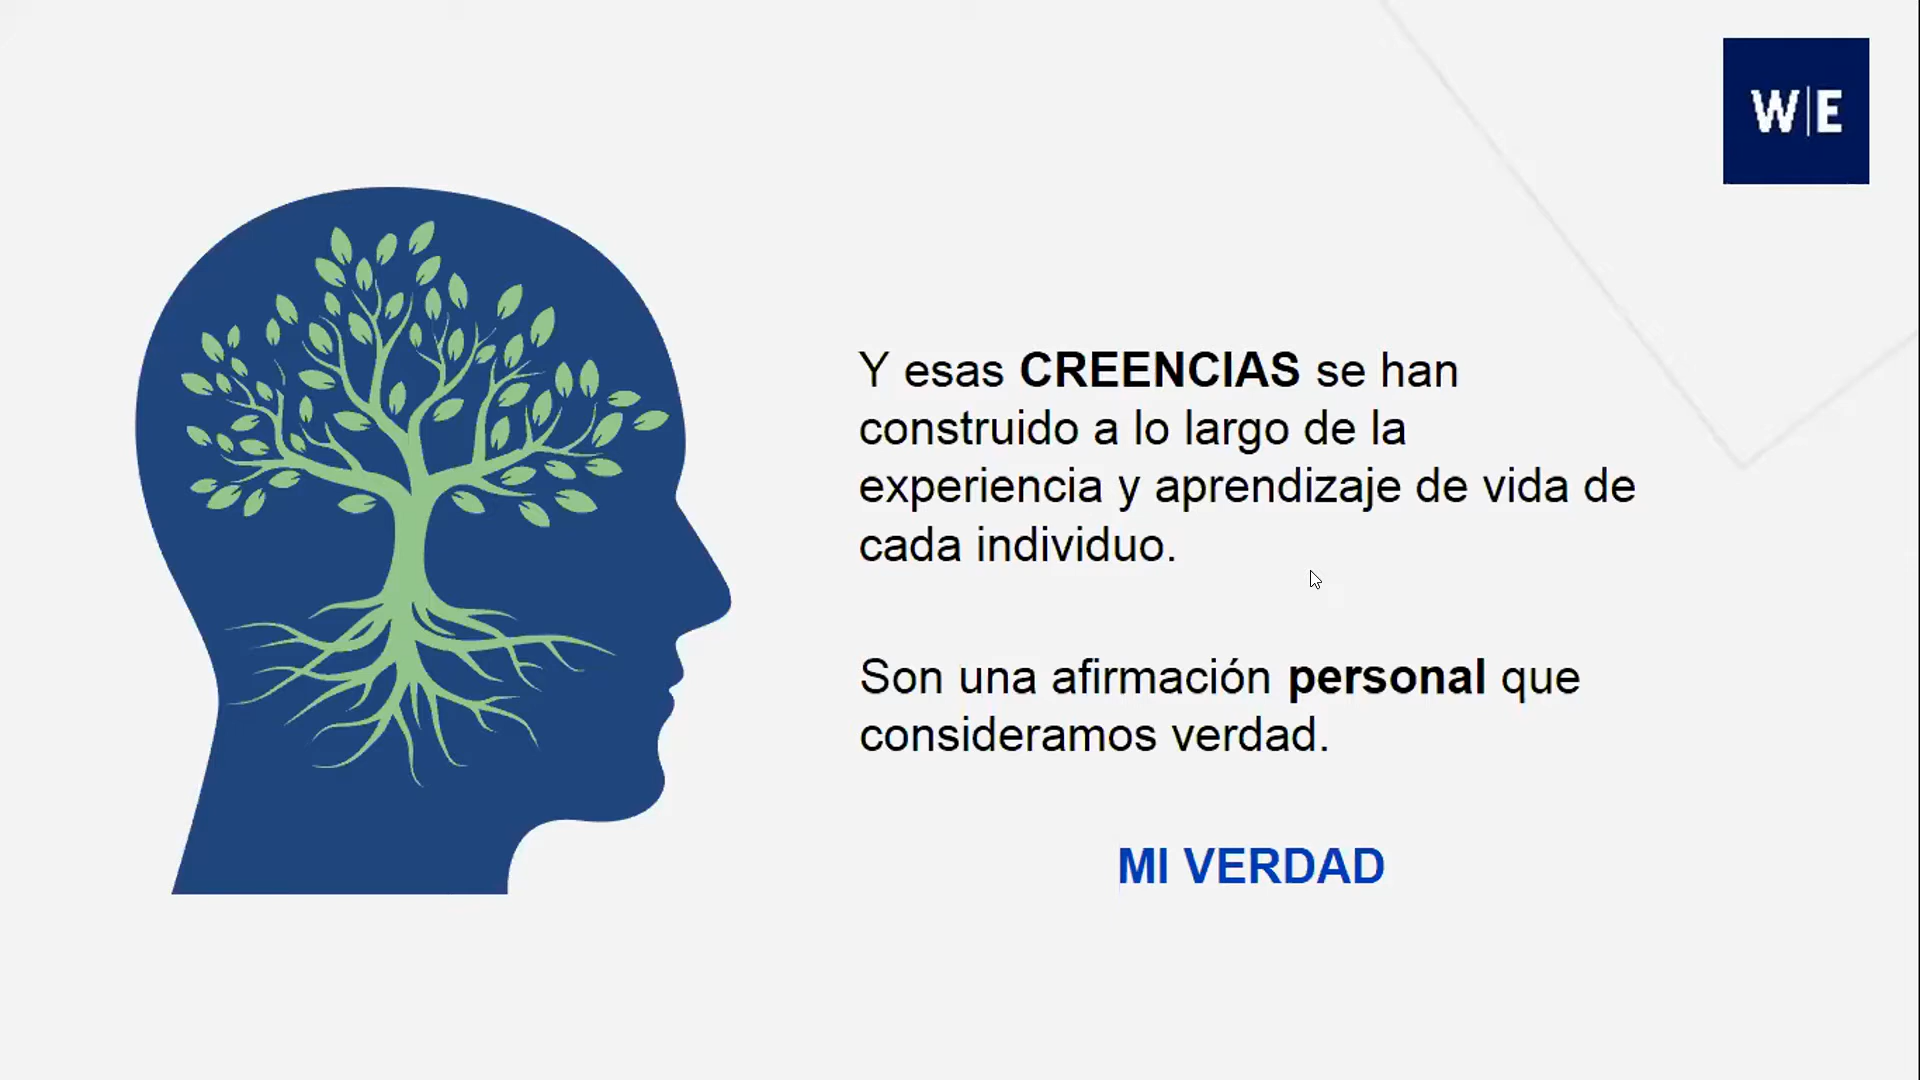 W|E
Y esas CREENCIAS se han
construido a lo largo de la
experiencia y aprendizaje de vida de
cada individuo.
Son una afirmación personal que
consideramos verdad.
MI VERDAD